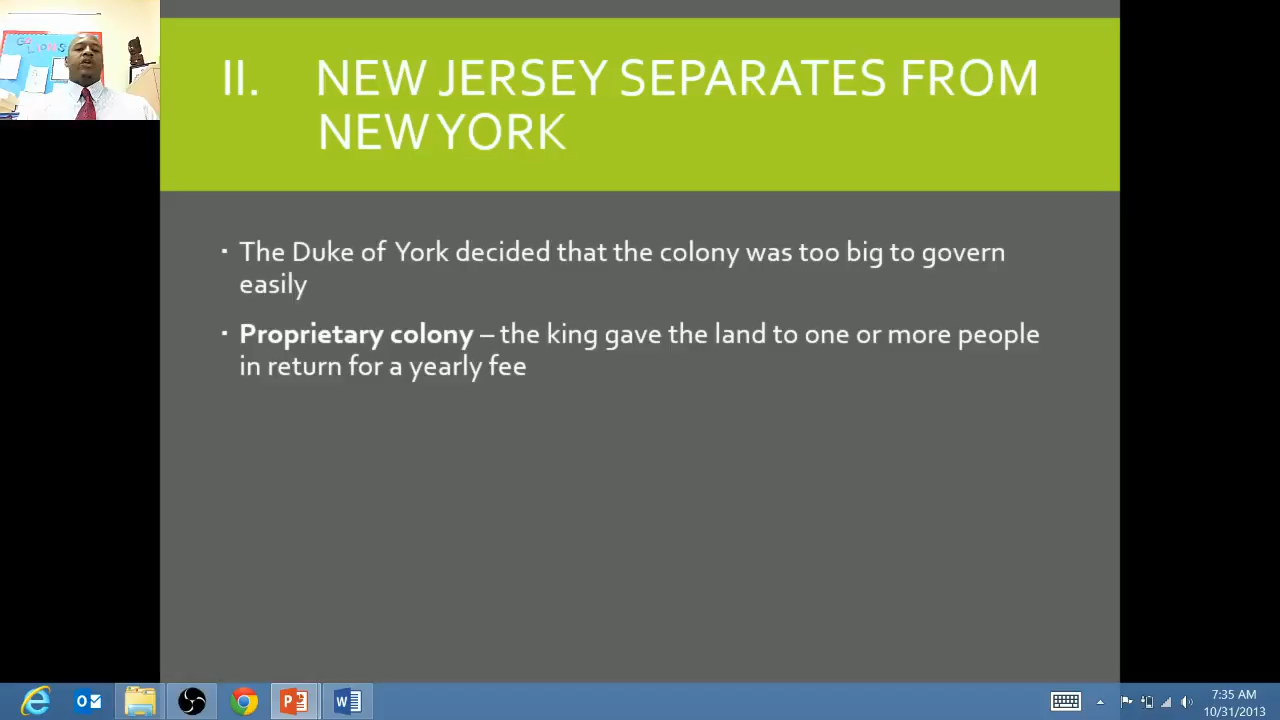 GO LIONS
II. NEW JERSEY SEPARATES FROM
NEW YORK
▪ The Duke of York decided that the colony was too big to govern
easily
▪ Proprietary colony – the king gave the land to one or more people
in return for a yearly fee
7:35 AM
10/31/2013